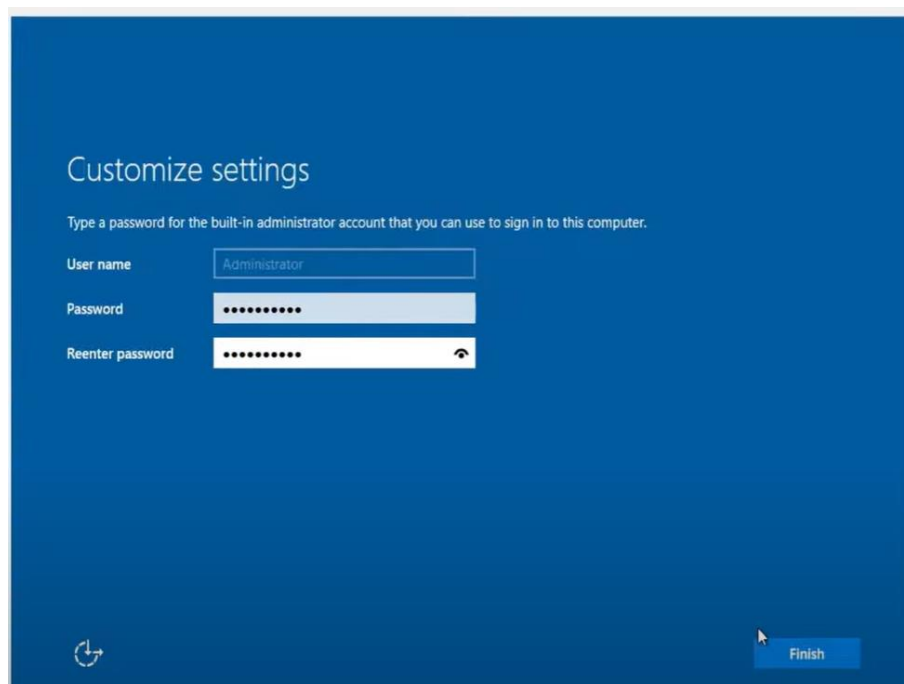 Customize settings
Type a password for the built-in administrator account that you can use to sign in to this computer.
User name Administrator
Password ••••••••••
Reenter password ••••••••••
Finish